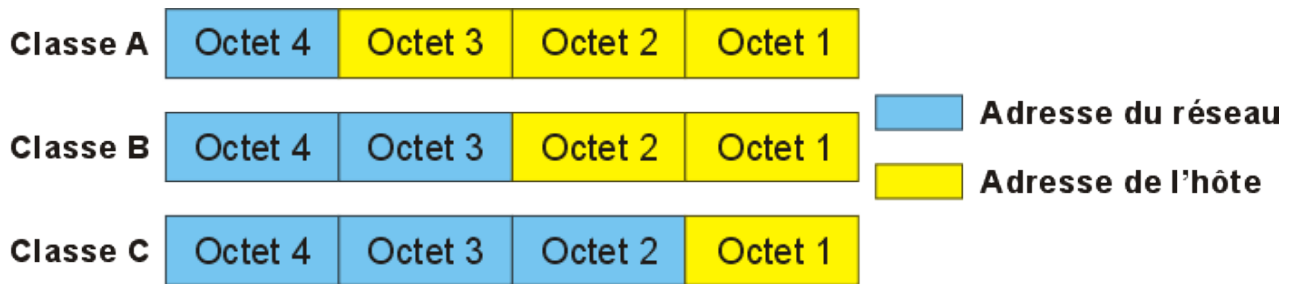 Classe A Octet 4 Octet 3 Octet 2 Octet 1
Classe B Octet 4 Octet 3 Octet 2 Octet 1
Classe C Octet 4 Octet 3 Octet 2 Octet 1
Adresse du réseau
Adresse de l’hôte